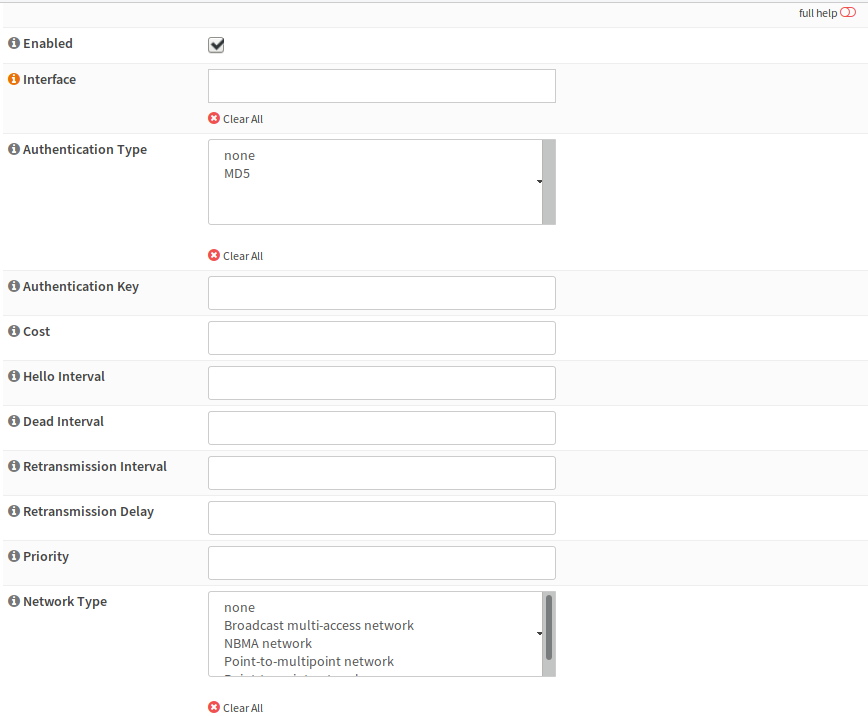 full help
Enabled
Interface
Clear All
Authentication Type
none
MD5
Clear All
Authentication Key
Cost
Hello Interval
Dead Interval
Retransmission Interval
Retransmission Delay
Priority
Network Type
none
Broadcast multi-access network
NBMA network
Point-to-multipoint network
Clear All